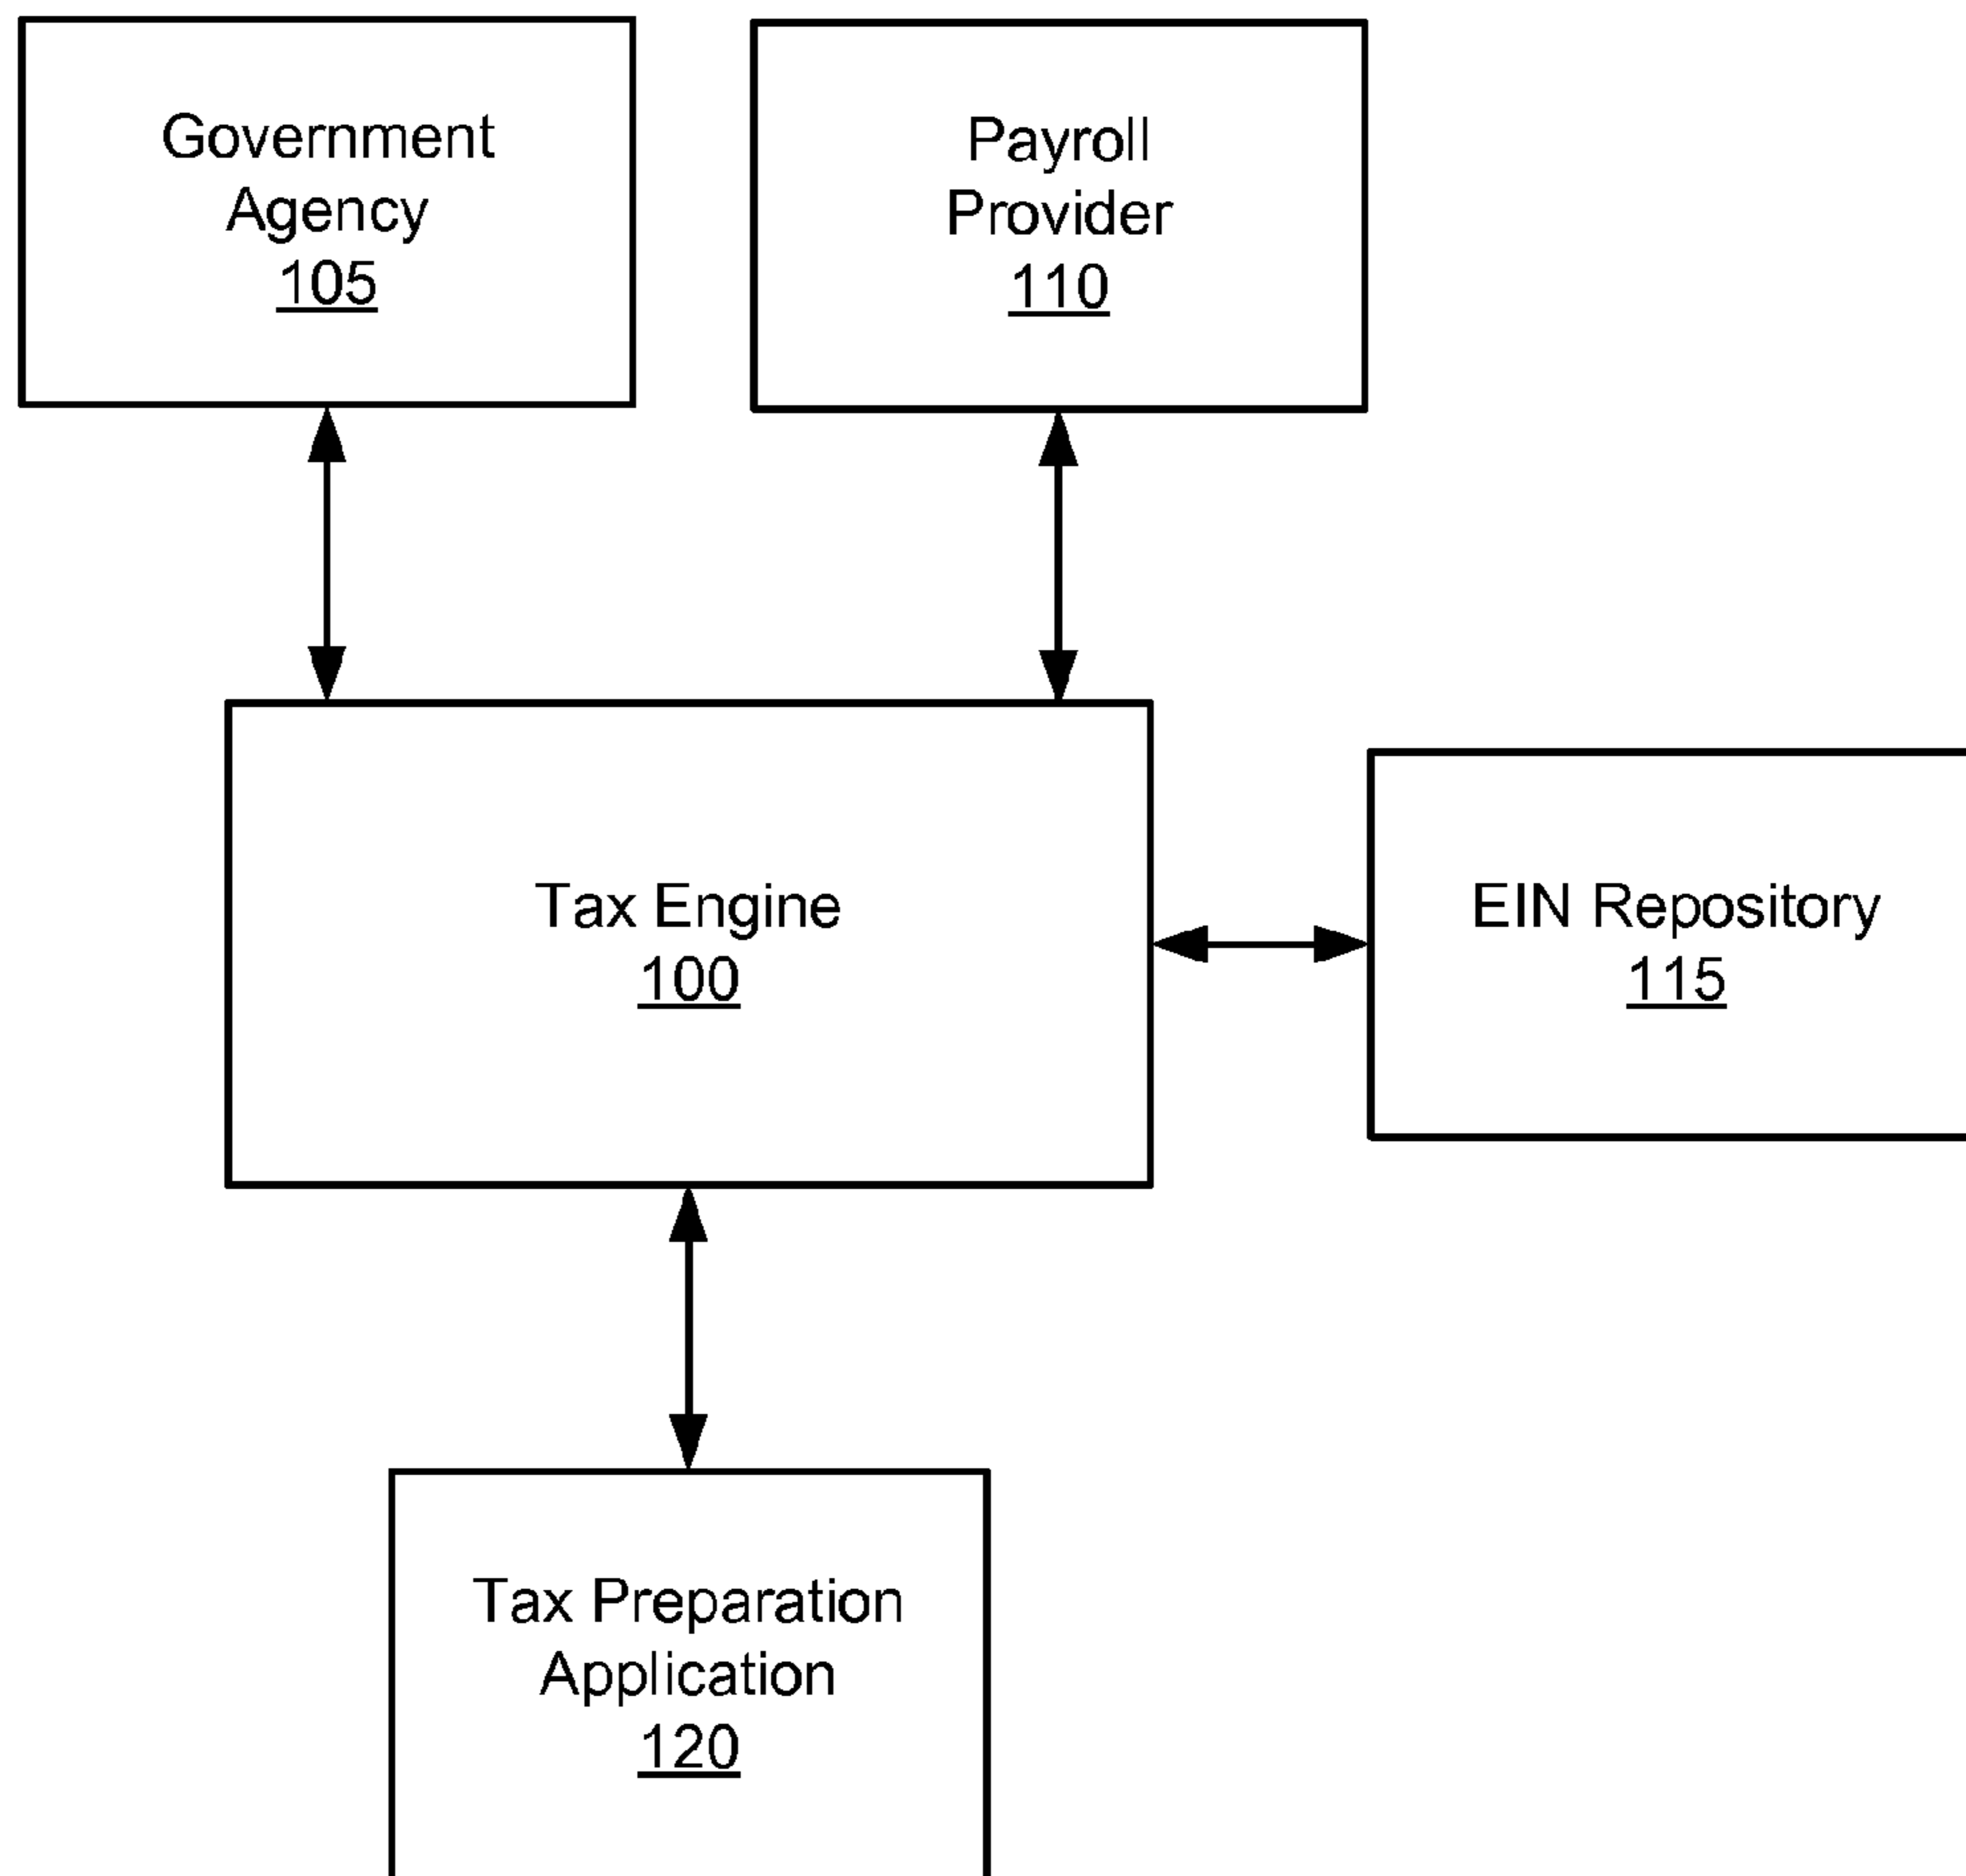 Government
Agency
105
Payroll
Provider
110
Tax Engine
100
EIN Repository
115
Tax Preparation
Application
120